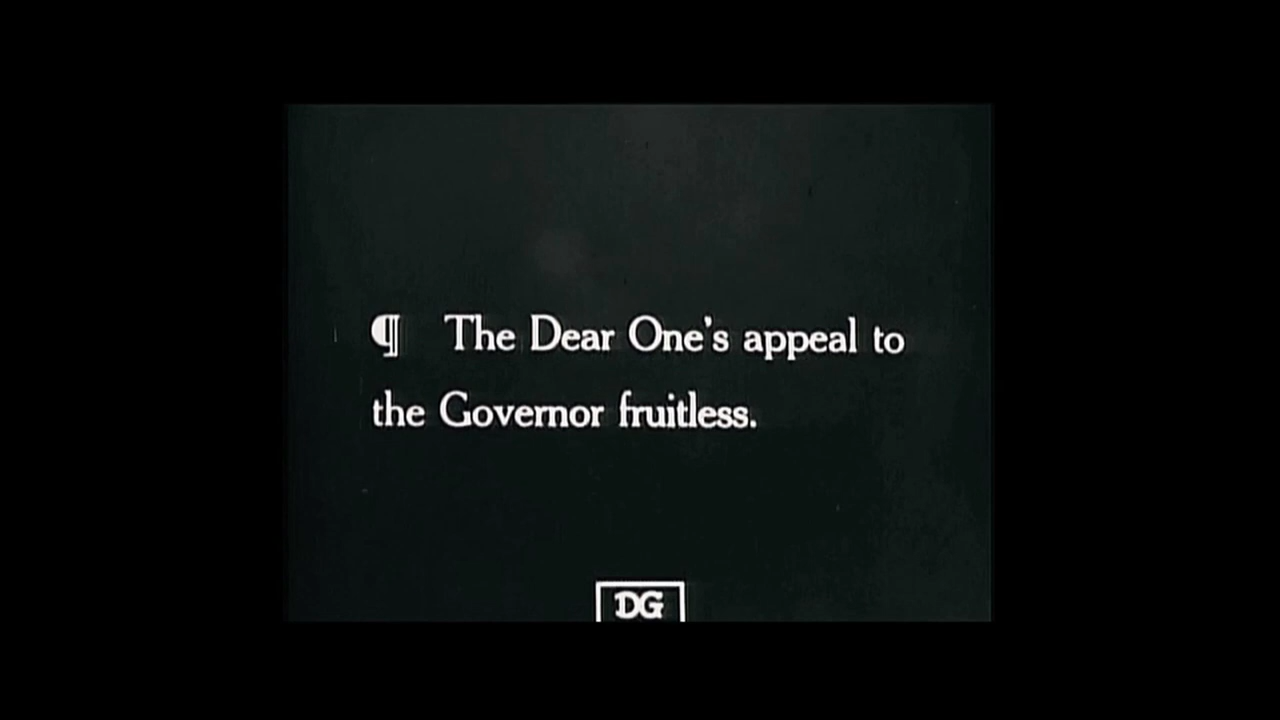 ¶ The Dear One's appeal to
the Governor fruitless.
DG